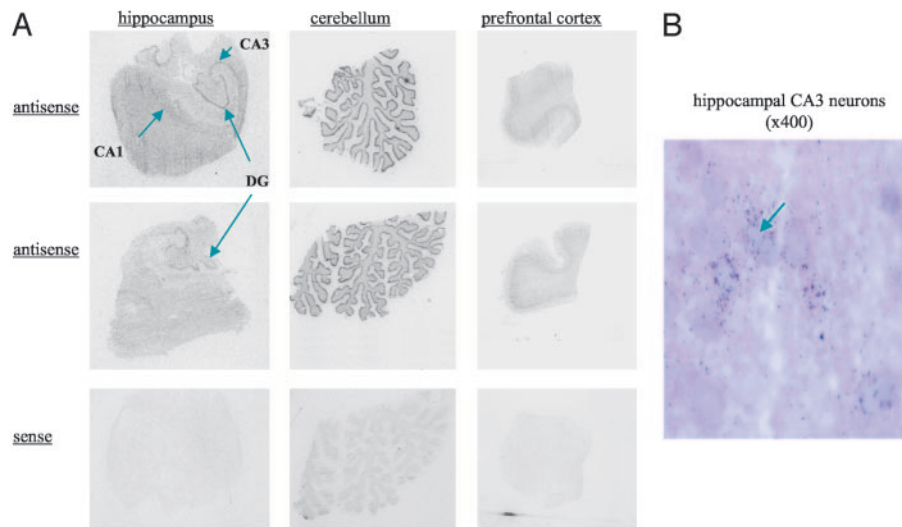 A
hippocampus
cerebellum
prefrontal cortex
antisense
CA3
CA1
DG
antisense
sense
B
hippocampal CA3 neurons
(x400)